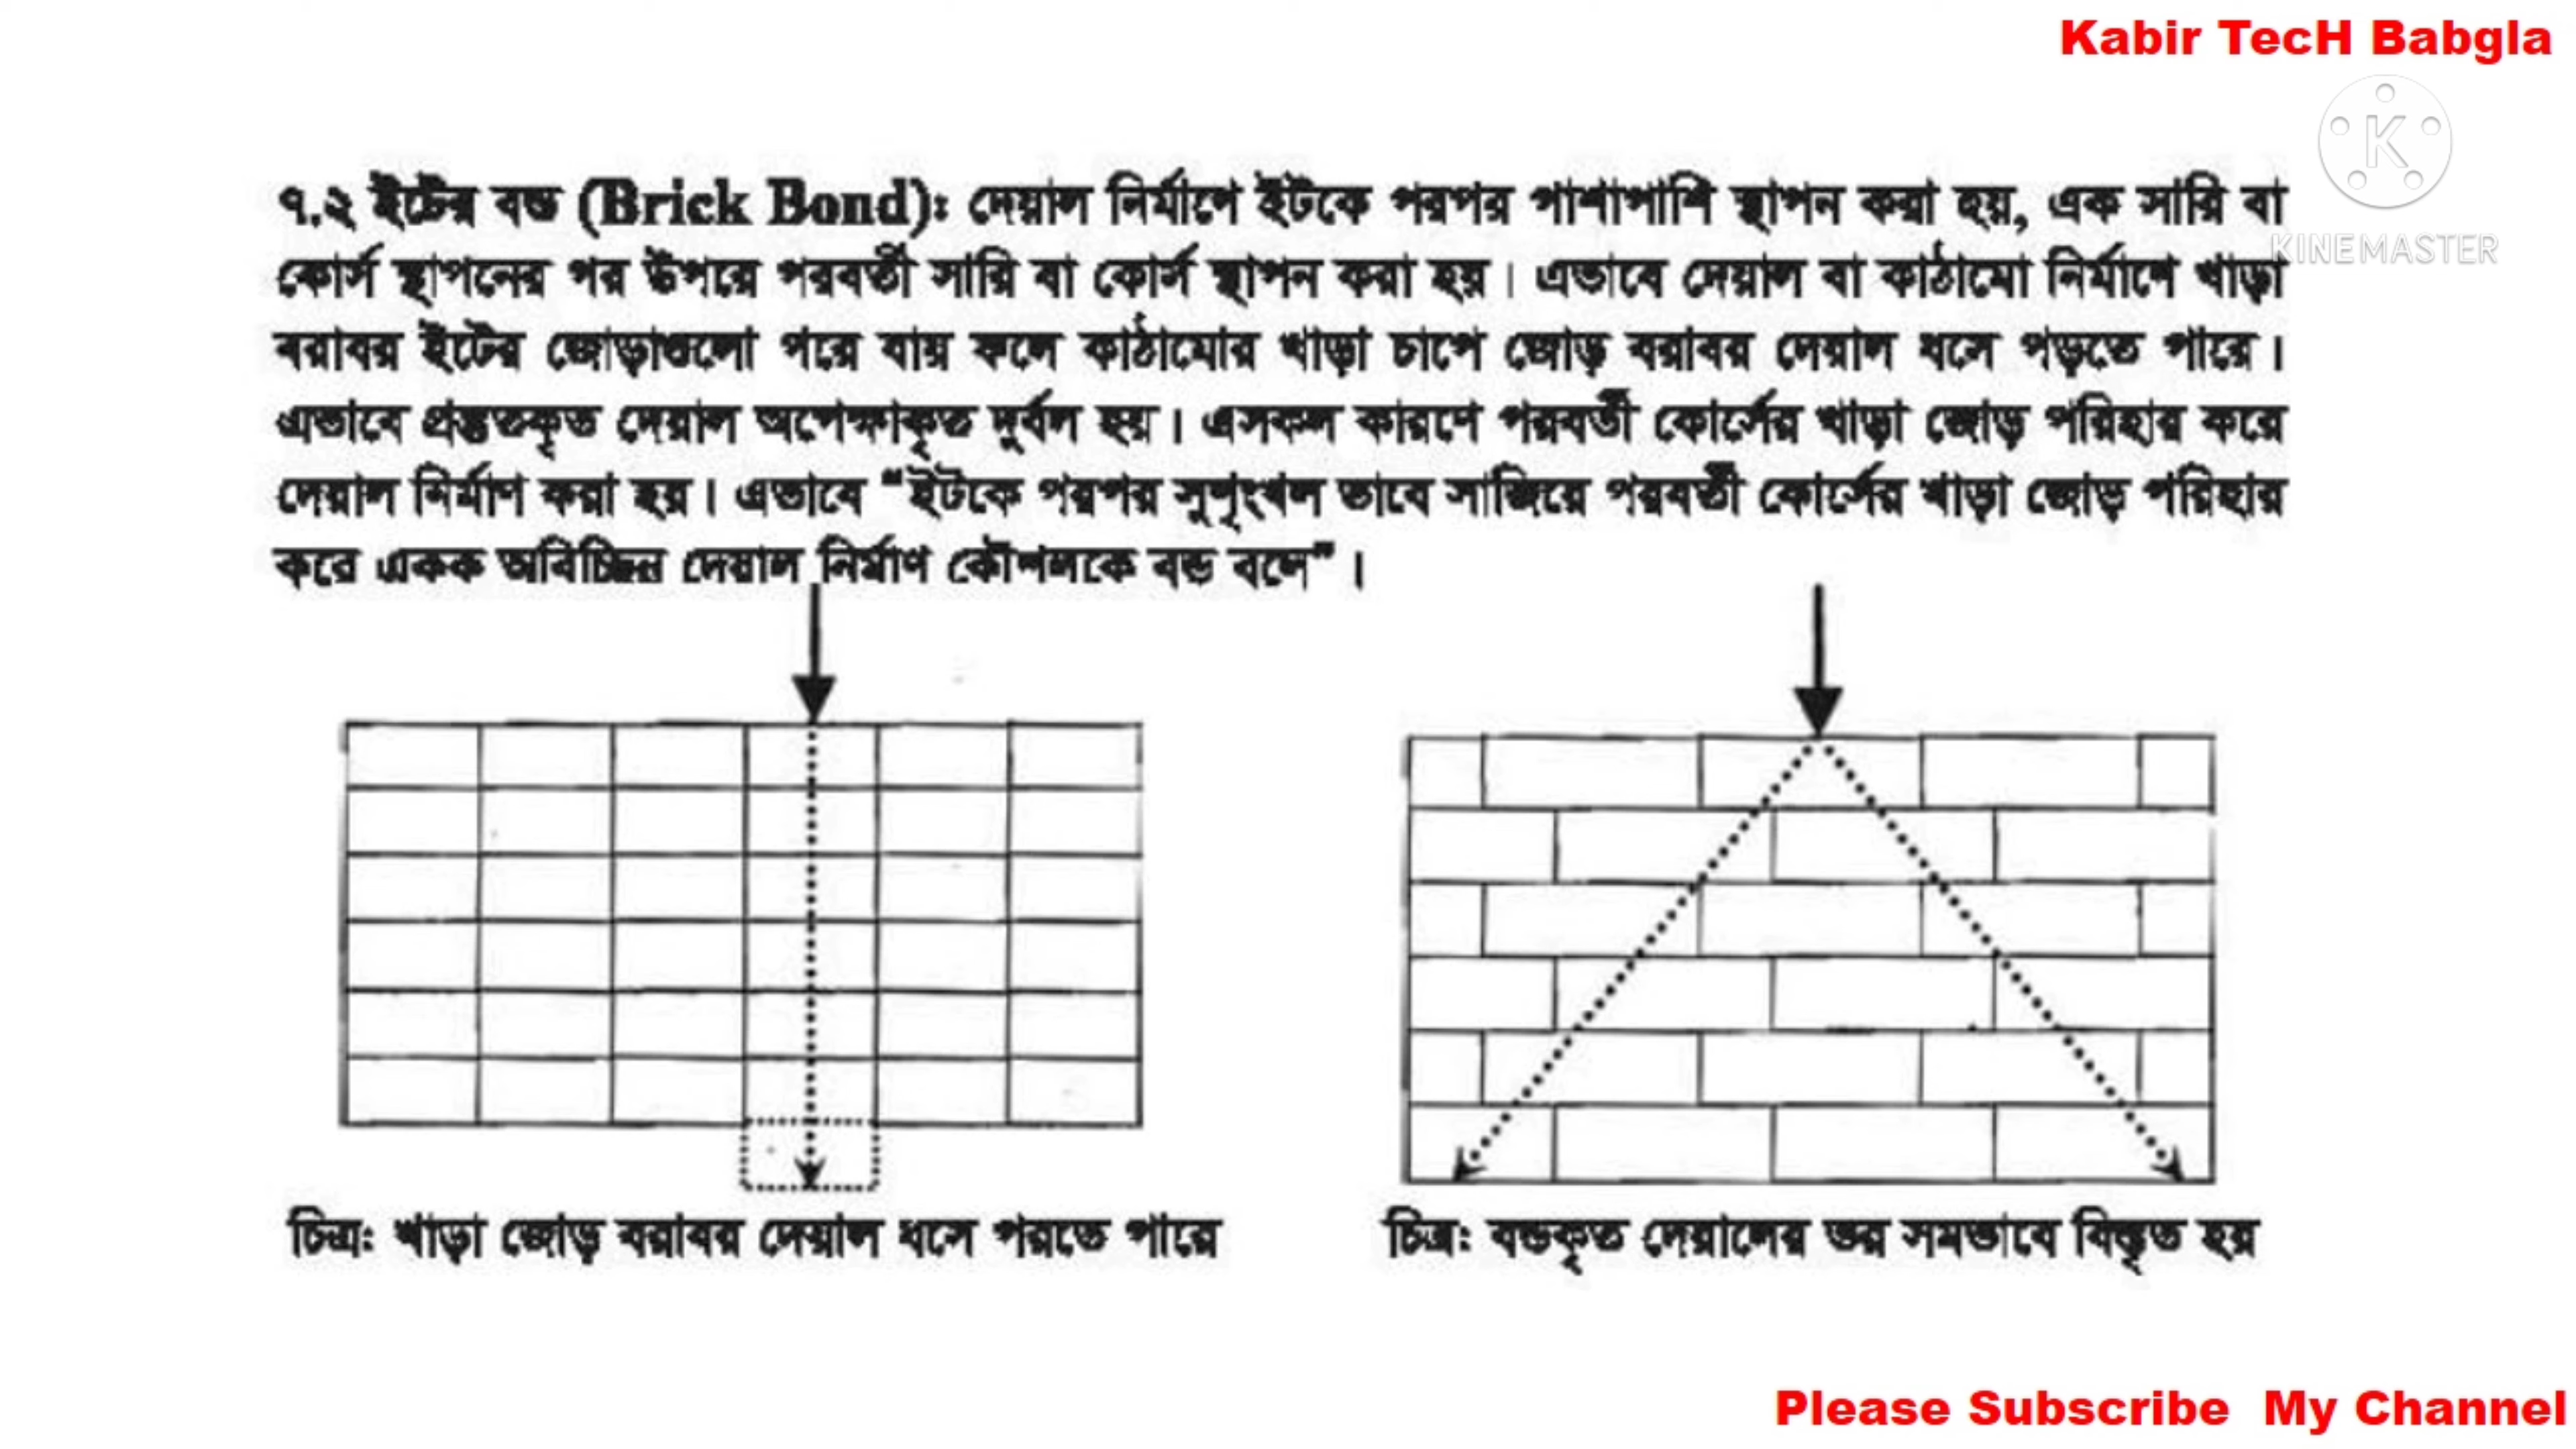 Kabir TecH Babgla
KINEMASTER
৭.২ ইটের বন্ড (Brick Bond): দেয়াল নির্মাণে ইটকে পরপর পাশাপাশি স্থাপন করা হয়, এক সারি বা
কোর্স স্থাপনের পর উপরে পরবর্তী সারি বা কোর্স স্থাপন করা হয়। এভাবে দেয়াল বা কাঠামো নির্মাণে খাড়া
বরাবর ইটের জোড়াগুলো পরে যায় ফলে কাঠামোর খাড়া চাপে জোড় বরাবর দেয়াল ধসে পড়তে পারে।
এভাবে প্রস্তুতকৃত দেয়াল অপেক্ষাকৃত দুর্বল হয়। এসকল কারণে পরবর্তী কোর্সের খাড়া জোড় পরিহার করে
দেয়াল নির্মাণ করা হয়। এভাবে “ইটকে পরপর সুশৃংখল ভাবে সাজিয়ে পরবর্তী কোর্সের খাড়া জোড় পরিহার
করে একক অবিচ্ছিন্ন দেয়াল নির্মাণ কৌশলকে বন্ড বলে”।
চিত্র: খাড়া জোড় বরাবর দেয়াল ধসে পরতে পারে
চিত্র: বন্ডকৃত দেয়ালের ভর সমভাবে বিস্তৃত হয়
Please Subscribe My Channel